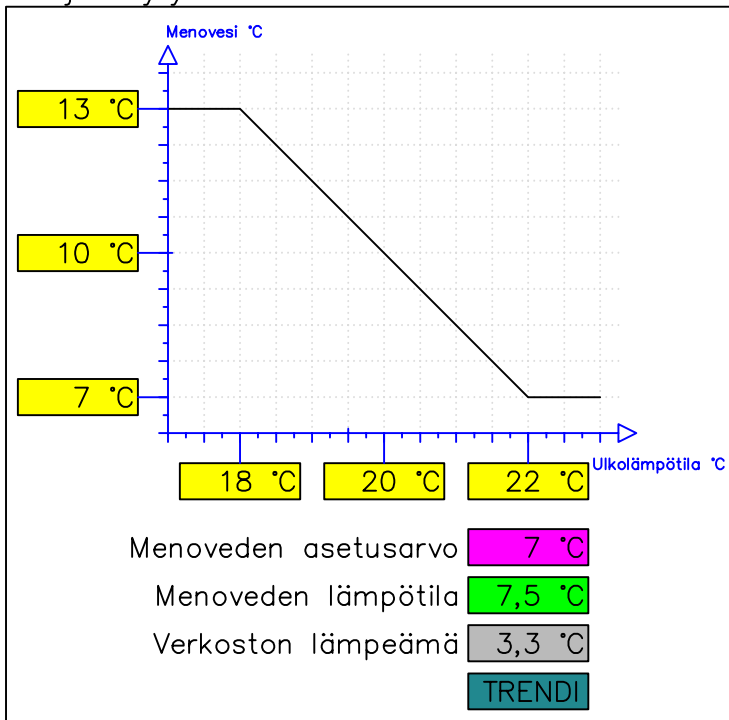 Menovesi °C
13 °C
10 °C
7 °C
18 °C
20 °C
22 °C
Ulkolämpötila °C
Menoveden asetusarvo 7 °C
Menoveden lämpötila 7,5 °C
Verkoston lämpeämä 3,3 °C
TRENDI